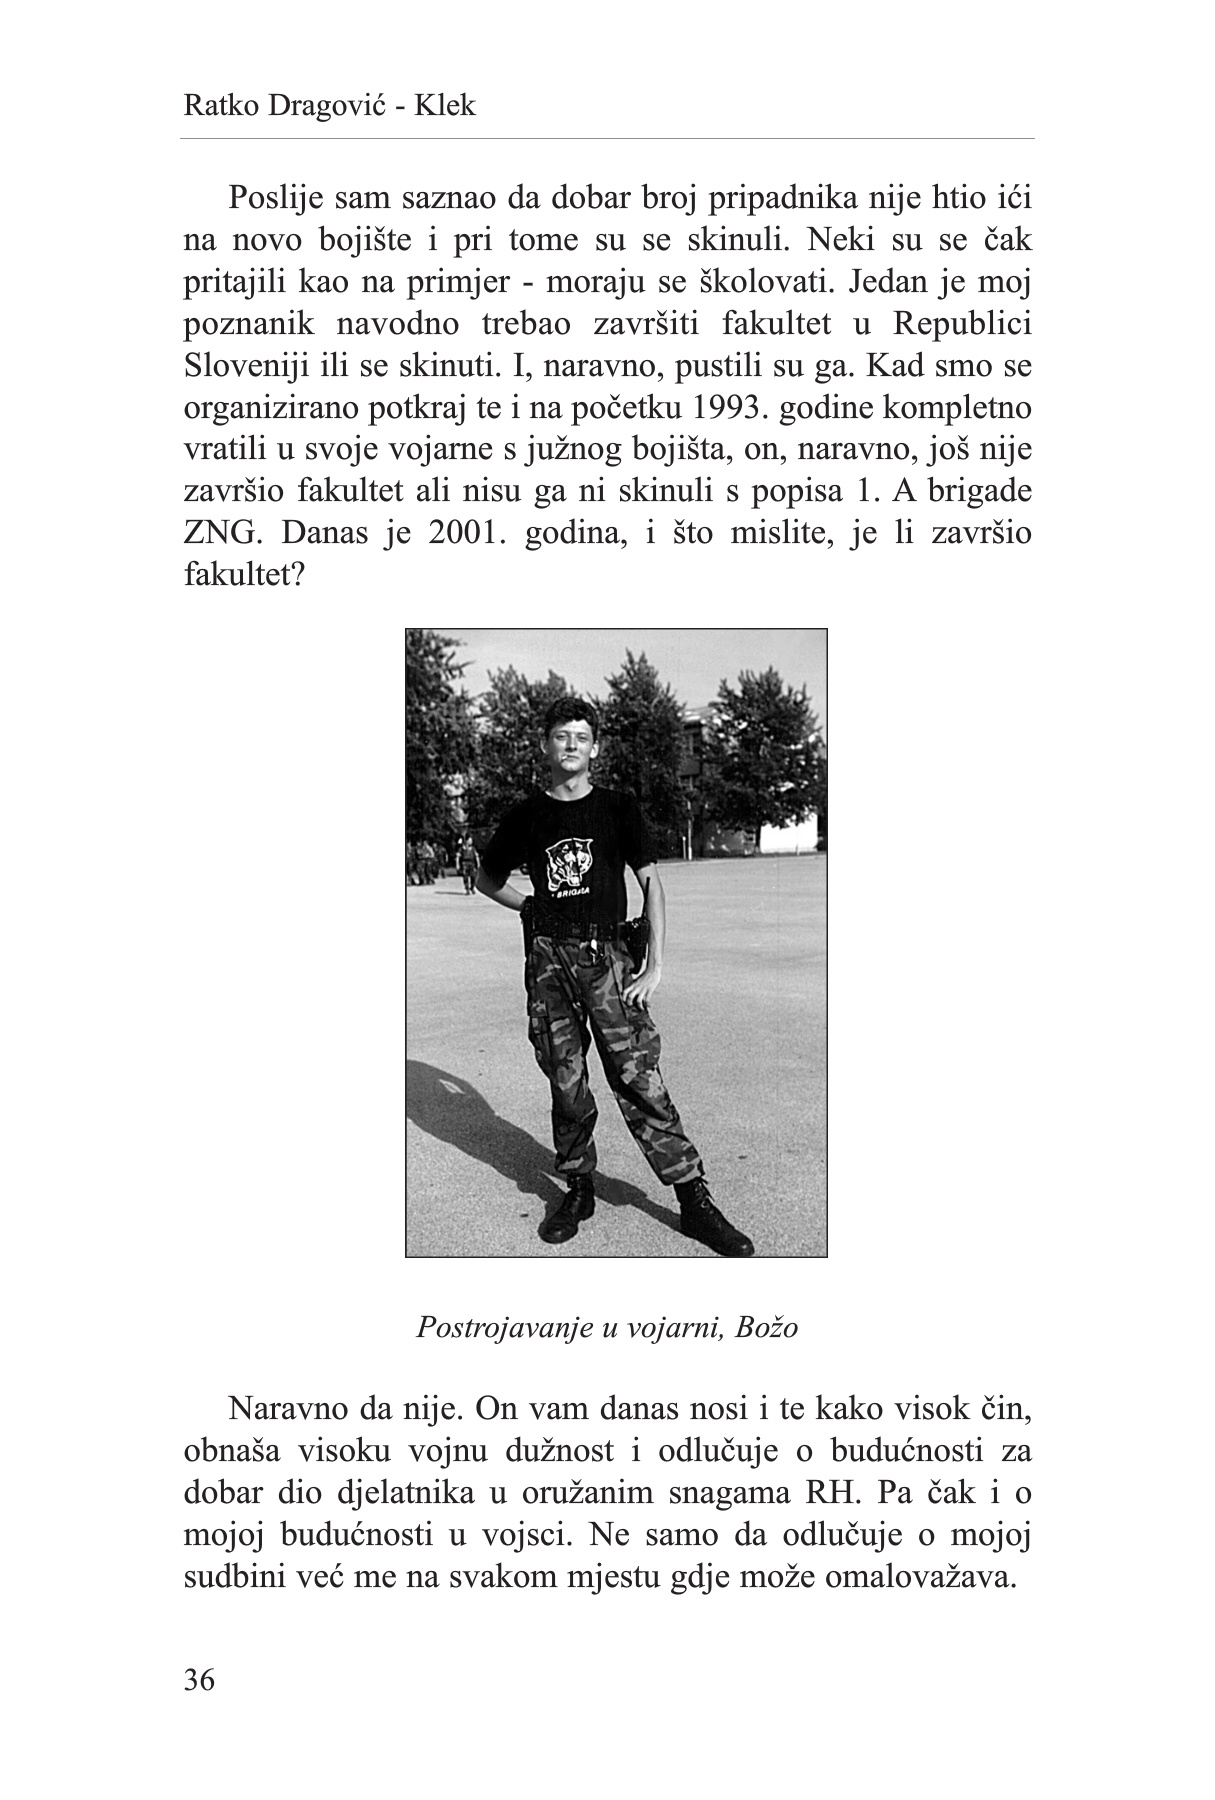 Ratko Dragović - Klek
Poslije sam saznao da dobar broj pripadnika nije htio ići
na novo bojište i pri tome su se skinuli. Neki su se čak
pritajili kao na primjer - moraju se školovati. Jedan je moj
poznanik navodno trebao završiti fakultet u Republici
Sloveniji ili se skinuti. I, naravno, pustili su ga. Kad smo se
organizirano potkraj te i na početku 1993. godine kompletno
vratili u svoje vojarne s južnog bojišta, on, naravno, još nije
završio fakultet ali nisu ga ni skinuli s popisa 1. A brigade
ZNG. Danas je 2001. godina, i što mislite, je li završio
fakultet?
BRIGADA
Postrojavanje u vojarni, Božo
Naravno da nije. On vam danas nosi i te kako visok čin,
obnaša visoku vojnu dužnost i odlučuje o budućnosti za
dobar dio djelatnika u oružanim snagama RH. Pa čak i o
mojoj budućnosti u vojsci. Ne samo da odlučuje o mojoj
sudbini već me na svakom mjestu gdje može omalovažava.
36